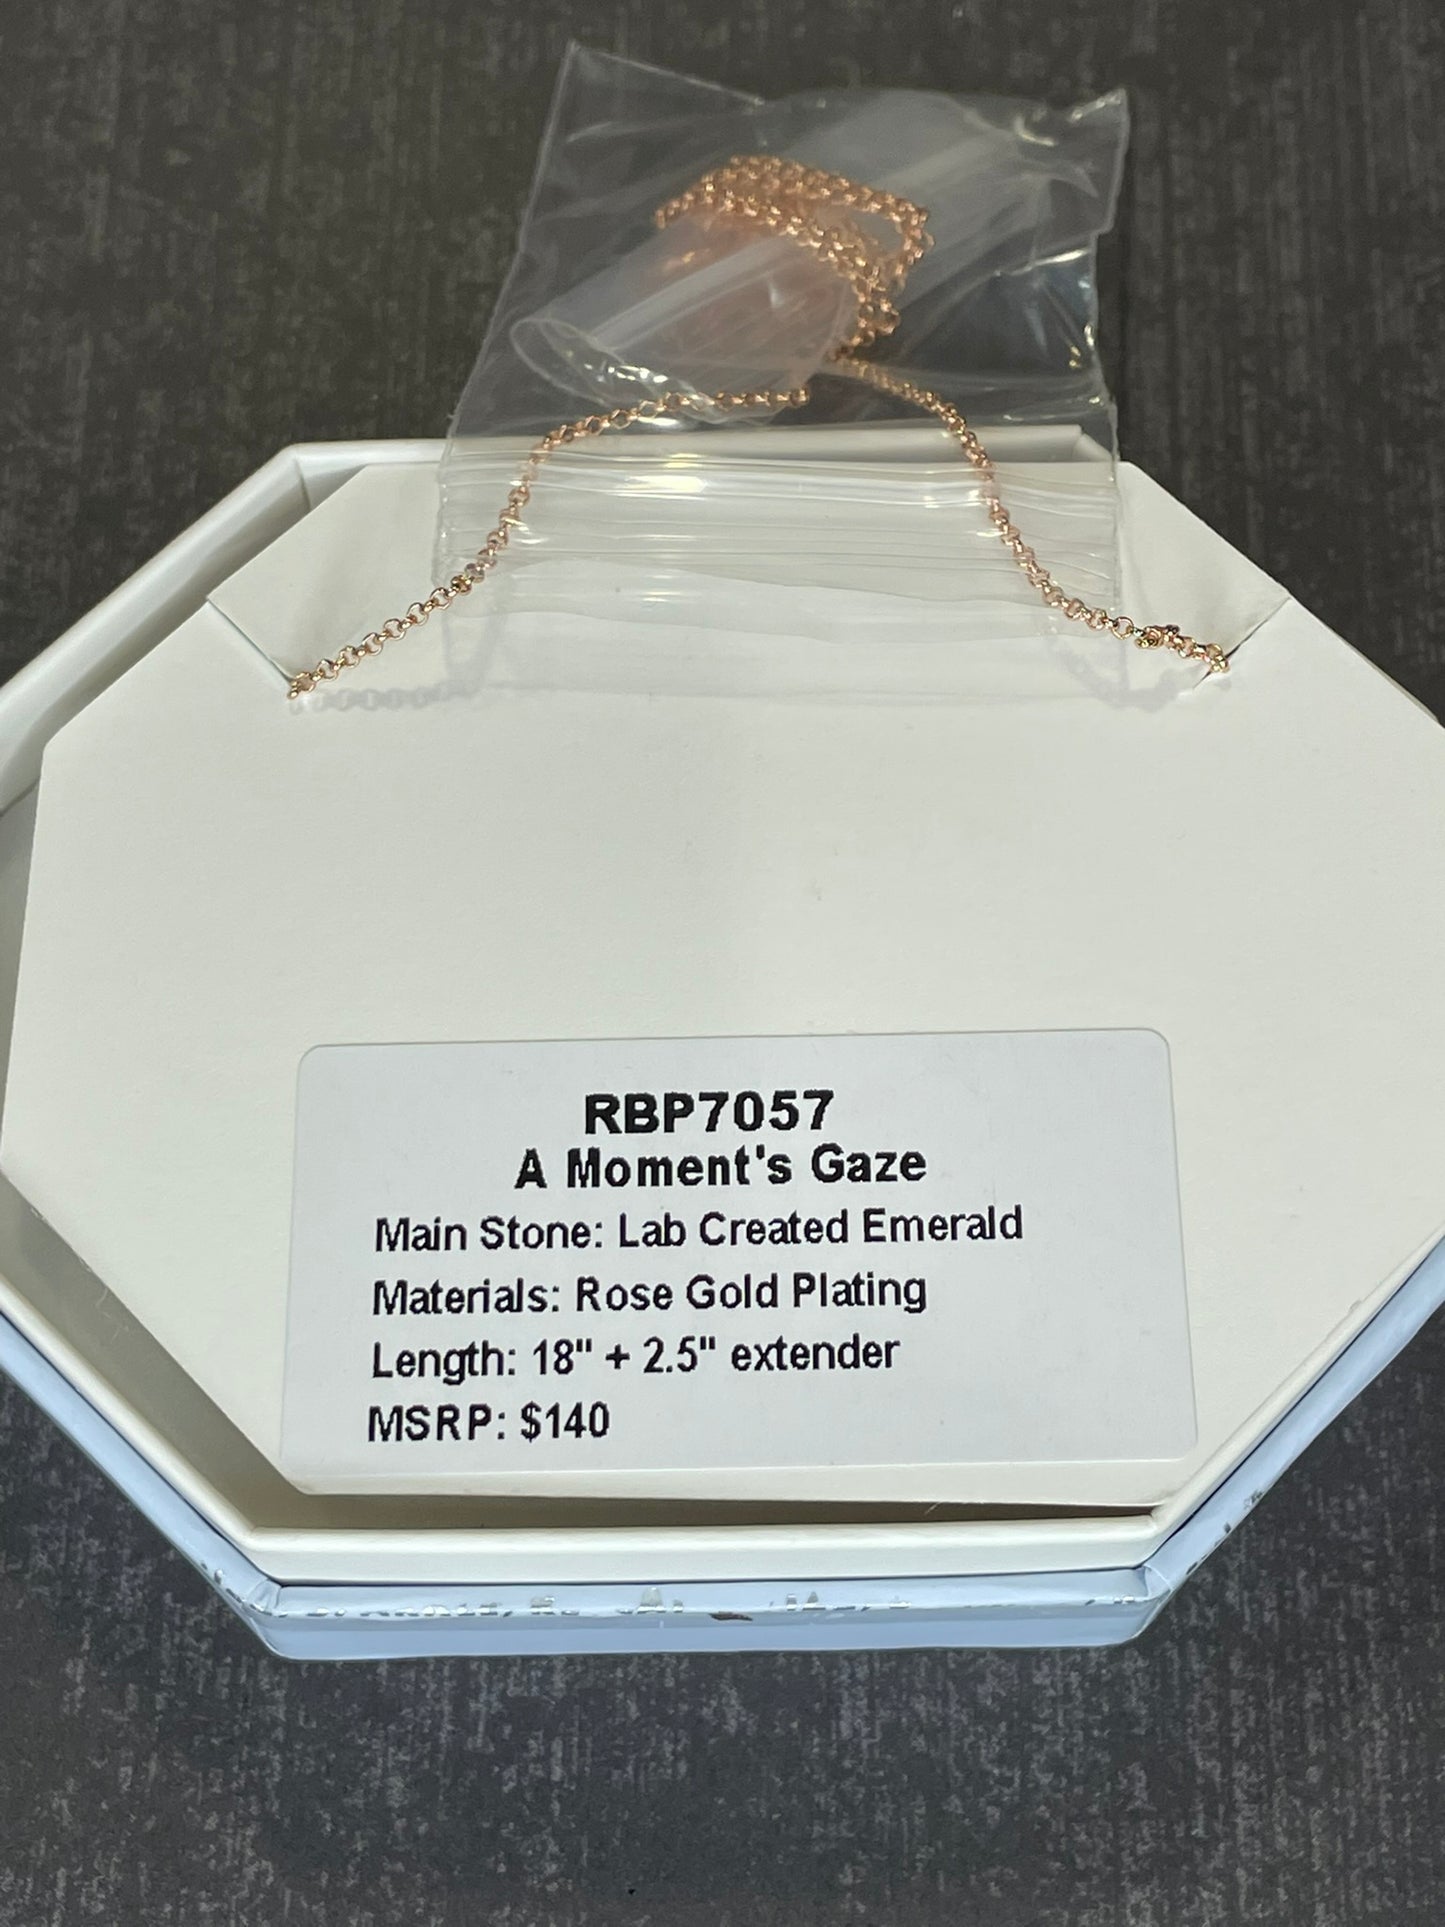 RBP7057
A Moment's Gaze
Main Stone: Lab Created Emerald
Materials: Rose Gold Plating
Length: 18" + 2.5" extender
MSRP: $140